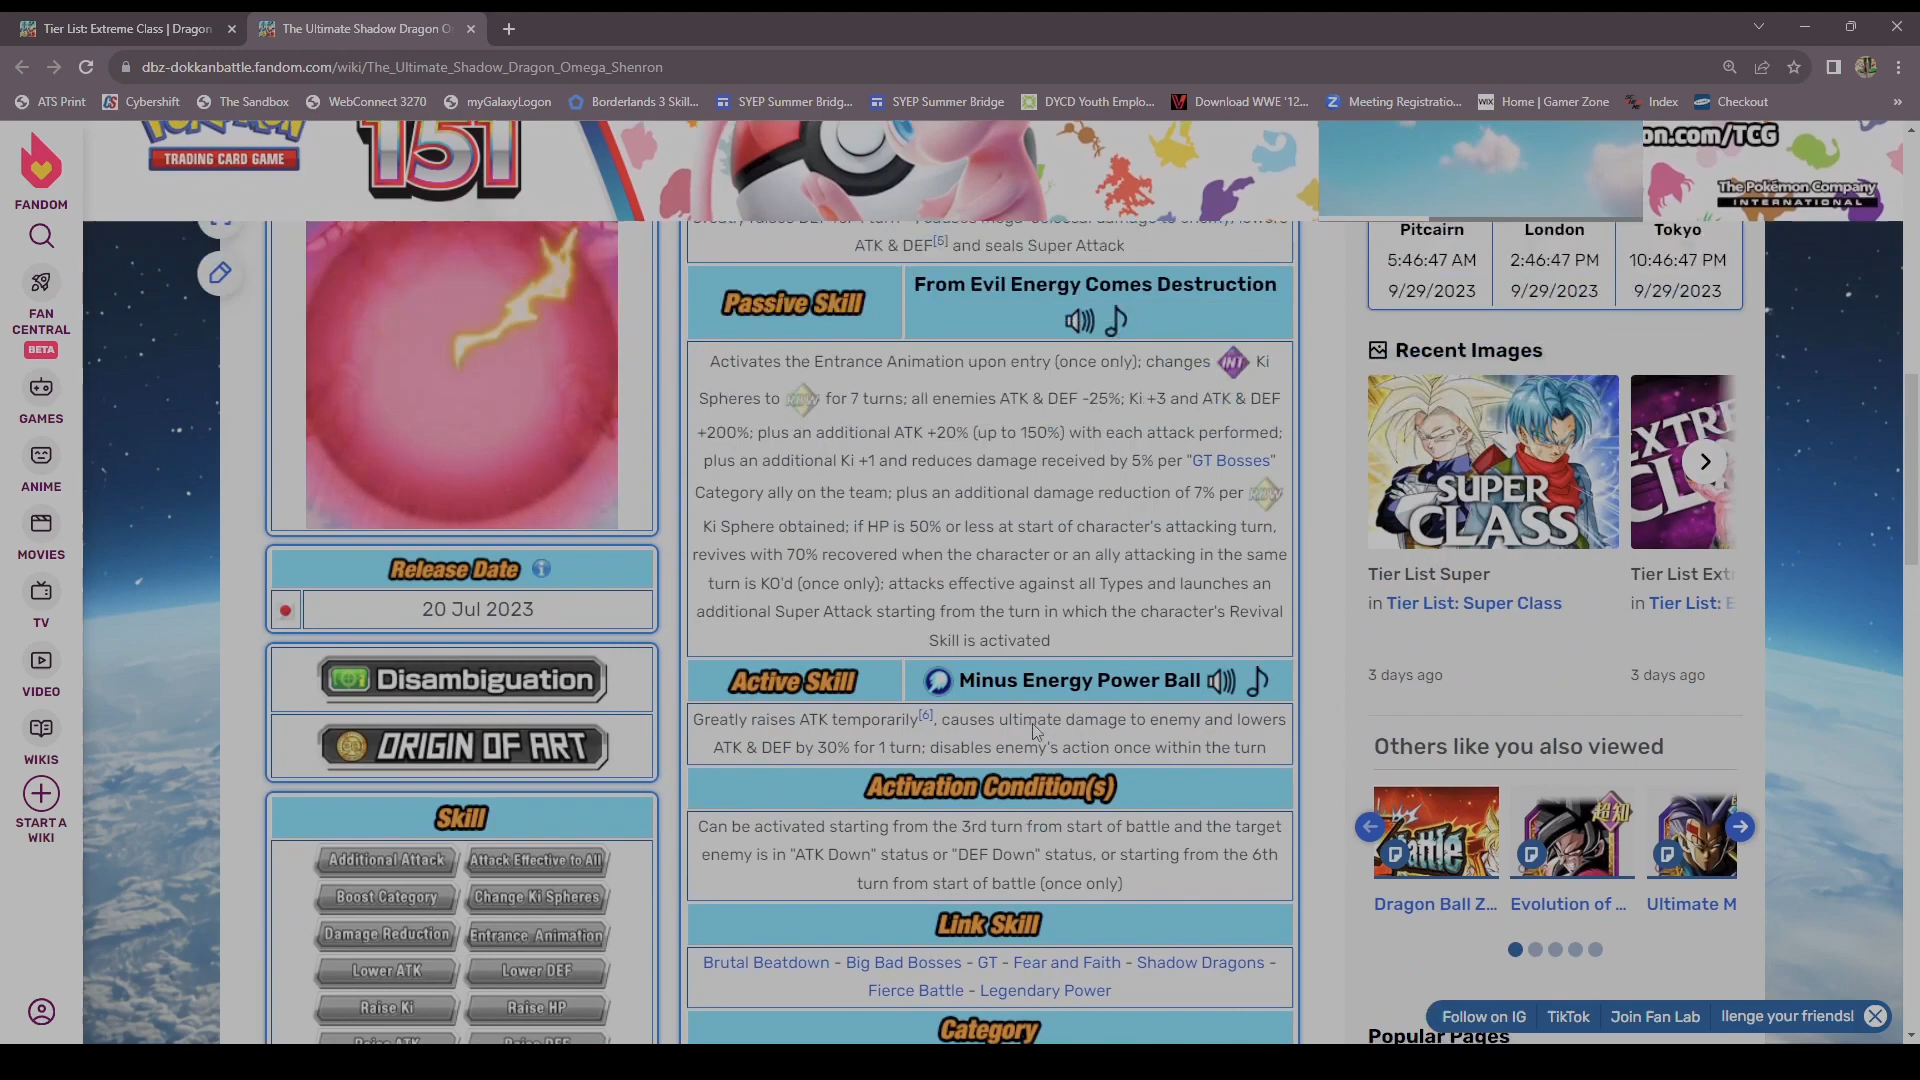 Tier List: Extreme Class | Dragon
The Ultimate Shadow Dragon O
dbz-dokkanbattle.fandom.com/wiki/The_Ultimate_Shadow_Dragon_Omega_Shenron
ATS Print
Cybershift
The Sandbox
WebConnect 3270
myGalaxyLogon
Borderlands 3 Skill...
SYEP Summer Bridg...
SYEP Summer Bridge
DYCD Youth Emplo...
Download WWE '12...
Meeting Registratio...
Home | Gamer Zone
Index
Checkout
TRADING CARD GAME
151
on.com/TCG
The Pokémon Company
INTERNATIONAL
FANDOM
FAN
CENTRAL
BETA
GAMES
ANIME
MOVIES
TV
VIDEO
WIKIS
START A
WIKI
Release Date
20 Jul 2023
Disambiguation
ORIGIN OF ART
Skill
Additional Attack
Attack Effective to All
Boost Category
Change Ki Spheres
Damage Reduction
Entrance Animation
Lower ATK
Lower DEF
Raise Ki
Raise HP
Raise ATK
Raise DEF
ATK & DEF[5] and seals Super Attack
Passive Skill
From Evil Energy Comes Destruction
Activates the Entrance Animation upon entry (once only); changes INT Ki
Spheres to RBW for 7 turns; all enemies ATK & DEF -25%; Ki +3 and ATK & DEF
+200%; plus an additional ATK +20% (up to 150%) with each attack performed;
plus an additional Ki +1 and reduces damage received by 5% per "GT Bosses"
Category ally on the team; plus an additional damage reduction of 7% per RBW
Ki Sphere obtained; if HP is 50% or less at start of character's attacking turn,
revives with 70% recovered when the character or an ally attacking in the same
turn is KO'd (once only); attacks effective against all Types and launches an
additional Super Attack starting from the turn in which the character's Revival
Skill is activated
Active Skill
Minus Energy Power Ball
Greatly raises ATK temporarily[6], causes ultimate damage to enemy and lowers
ATK & DEF by 30% for 1 turn; disables enemy's action once within the turn
Activation Condition(s)
Can be activated starting from the 3rd turn from start of battle and the target
enemy is in "ATK Down" status or "DEF Down" status, or starting from the 6th
turn from start of battle (once only)
Link Skill
Brutal Beatdown - Big Bad Bosses - GT - Fear and Faith - Shadow Dragons -
Fierce Battle - Legendary Power
Category
Pitcairn London Tokyo
5:46:47 AM 2:46:47 PM 10:46:47 PM
9/29/2023 9/29/2023 9/29/2023
Recent Images
SUPER
CLASS
Tier List Super
in Tier List: Super Class
3 days ago
Tier List Extr
in Tier List: E
3 days ago
Others like you also viewed
Battle
Dragon Ball Z...
Evolution of ...
Ultimate M
Follow on IG
TikTok
Join Fan Lab
llenge your friends!
Popular Pages